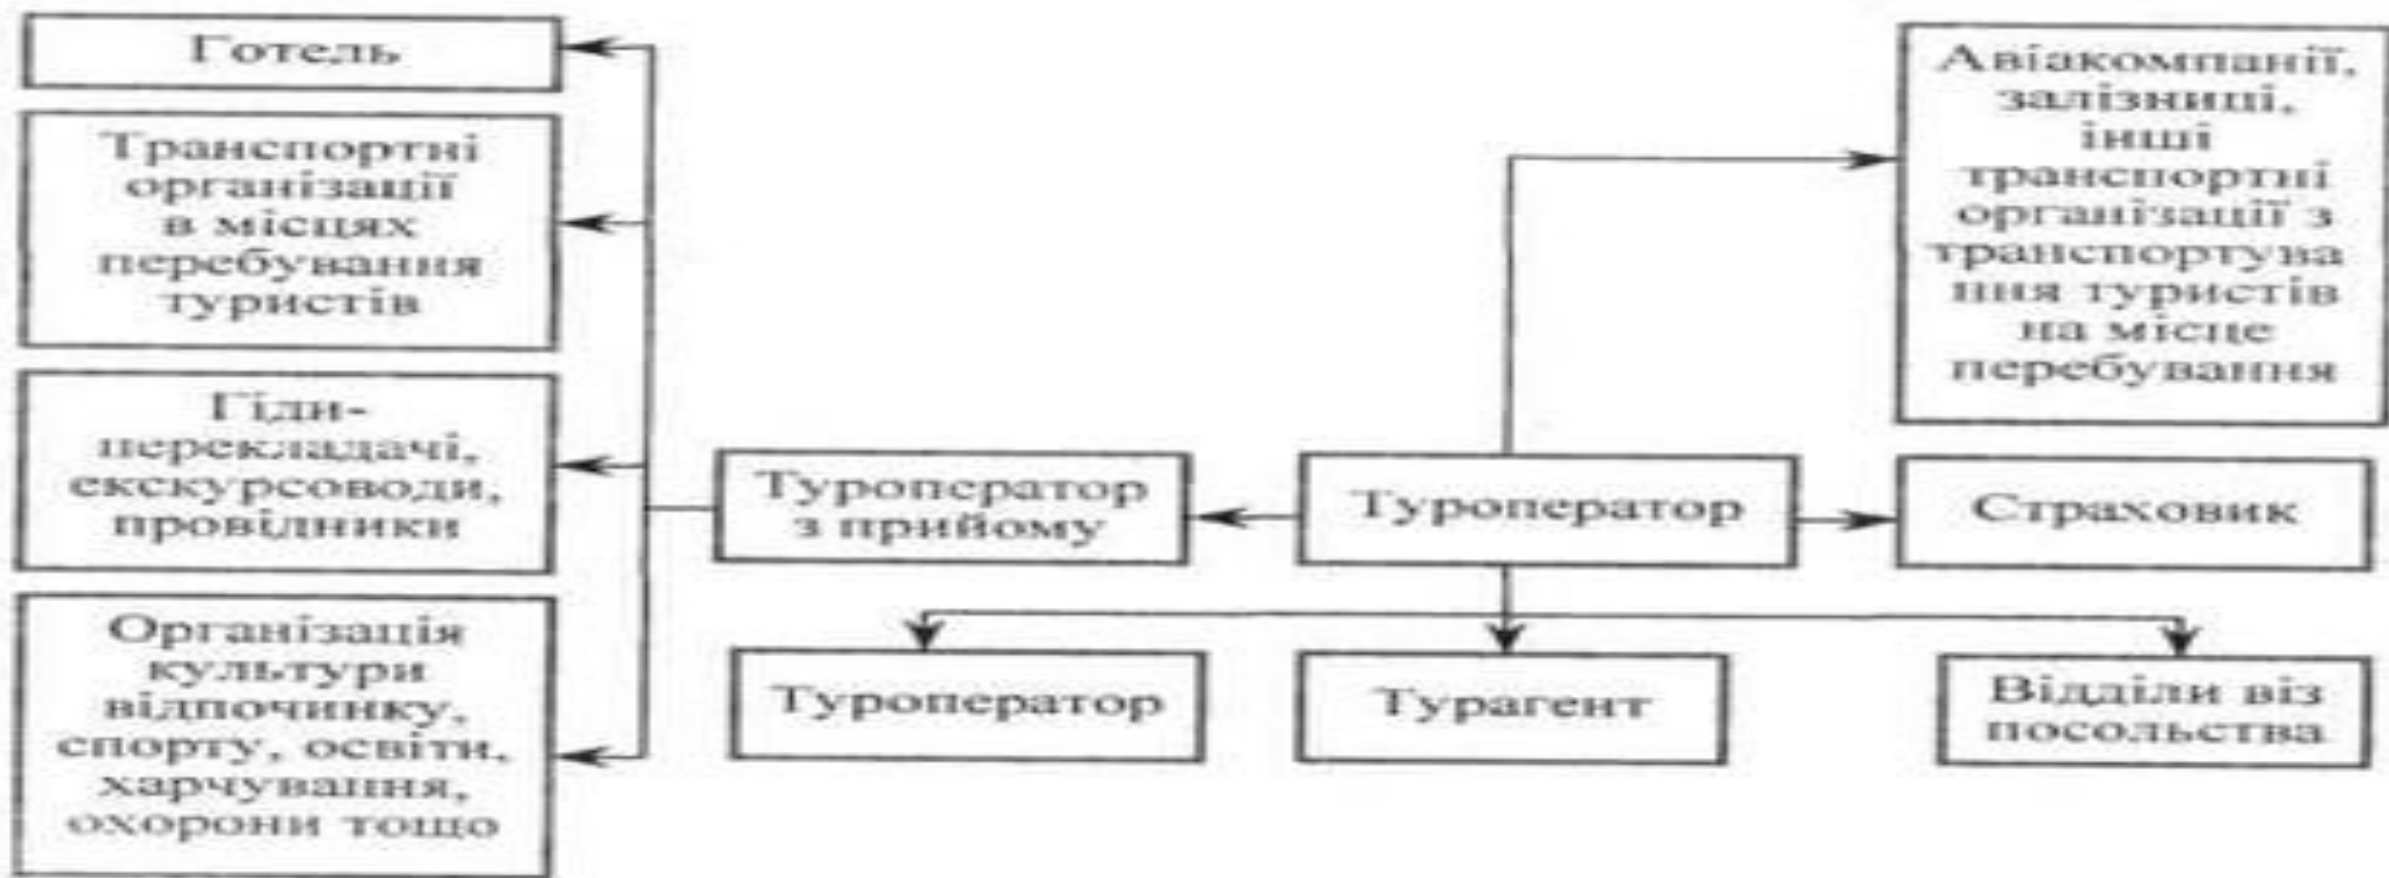 Готель
Транспортні
організації
в місцях
перебування
туристів
Гіди-
перекладачі,
екскурсоводи,
провідники
Організація
культури
відпочинку,
спорту, освіти,
харчування,
охорони тощо
Туроператор
з прийому
Туроператор
Авіакомпанії,
залізниці,
інші
транспортні
організації з
транспортува
ння туристів
на місце
перебування
Страховик
Туроператор
Турагент
Відділи віз
посольства